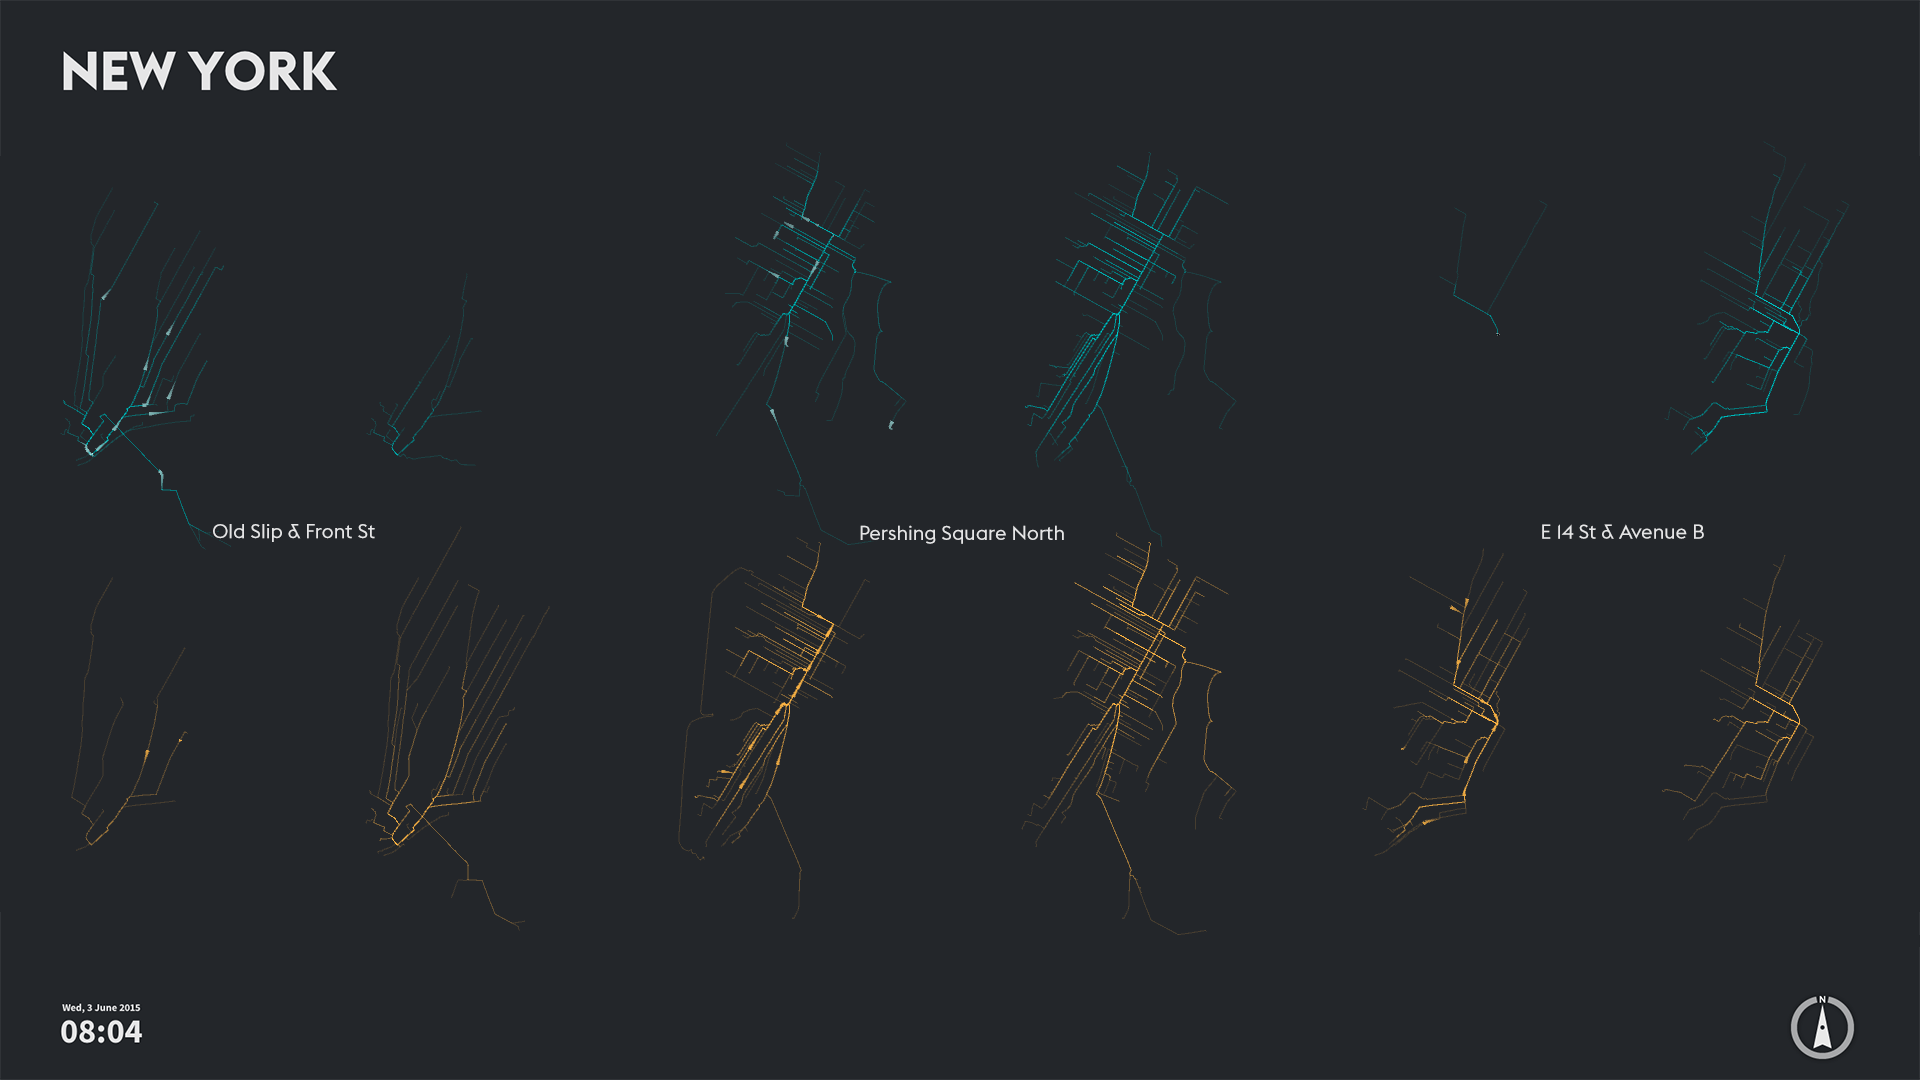 NEW YORK
Old Slip & Front St
Pershing Square North
E 14 St & Avenue B
Wed, 3 June 2015
08:04
N